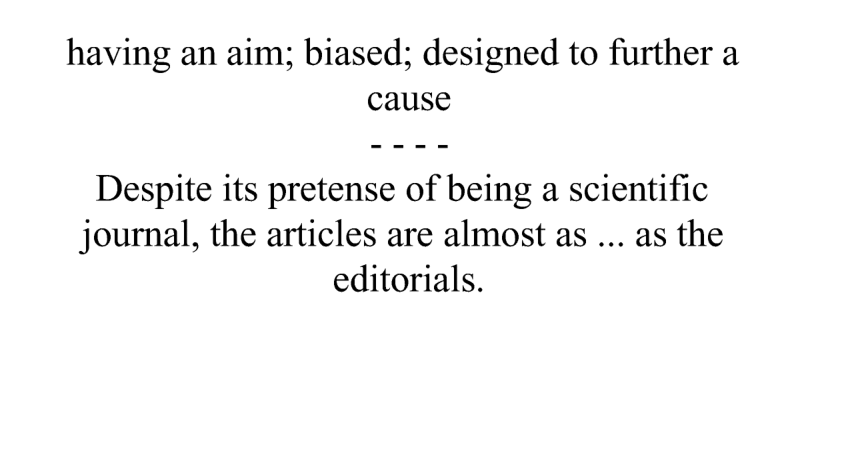 having an aim; biased; designed to further a
cause
- - - -
Despite its pretense of being a scientific
journal, the articles are almost as ... as the
editorials.